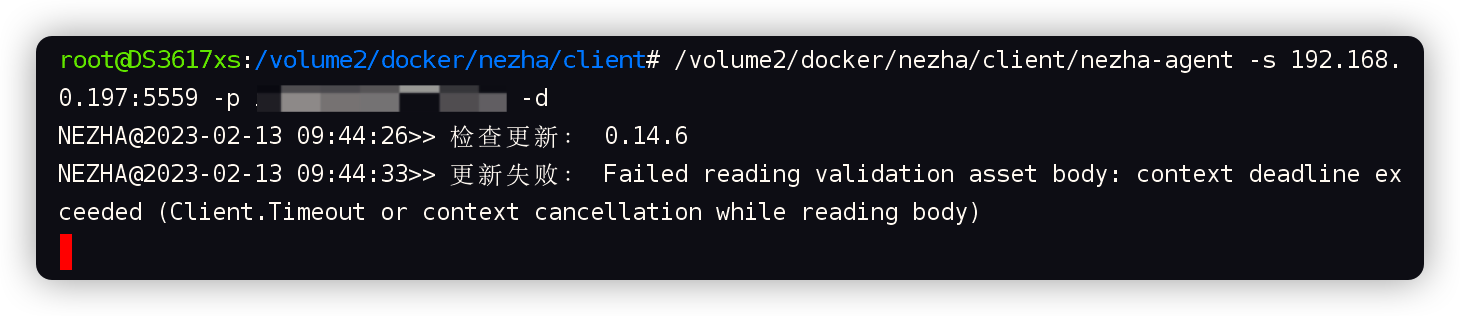 root@DS3617xs:/volume2/docker/nezha/client# /volume2/docker/nezha/client/nezha-agent -s 192.168.
0.197:5559 -p -d
NEZHA@2023-02-13 09:44:26>> 检查更新： 0.14.6
NEZHA@2023-02-13 09:44:33>> 更新失败： Failed reading validation asset body: context deadline ex
ceeded (Client.Timeout or context cancellation while reading body)